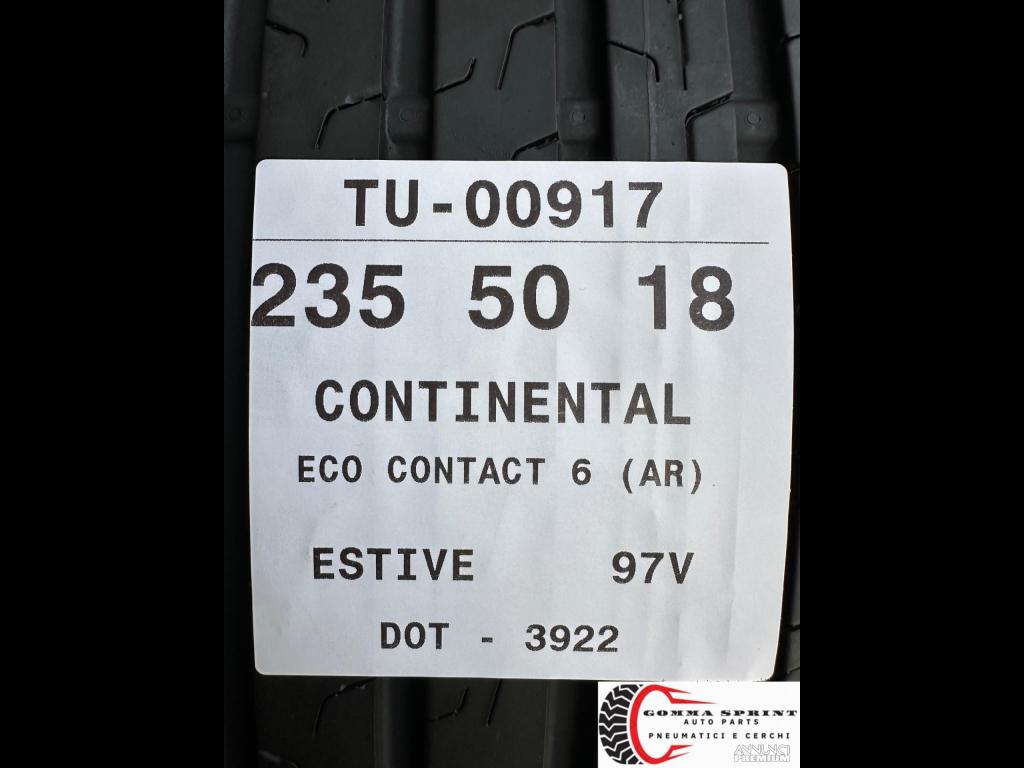 TU-00917
235 50 18
CONTINENTAL
ECO CONTACT 6 (AR)
ESTIVE 97V
DOT - 3922
GOMMA SPRINT
AUTO PARTS
PNEUMATICI E CERCHI
ANNUNCI
PREMIUM